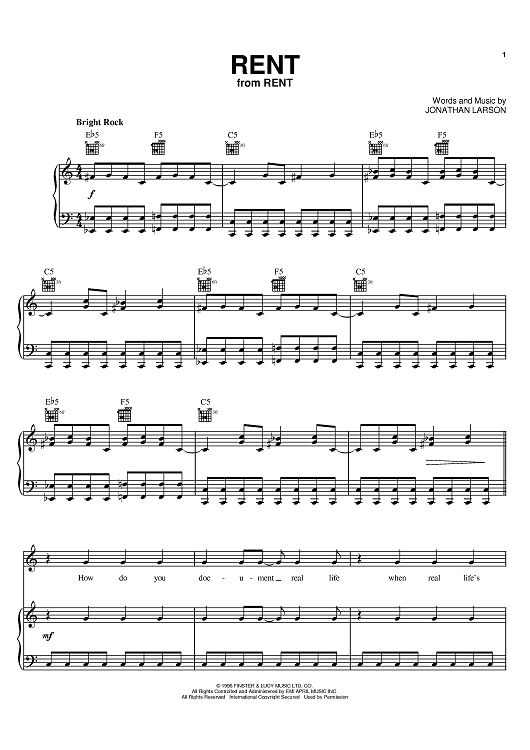 1
RENT
from RENT
Words and Music by
JONATHAN LARSON
Bright Rock
E♭5 F5 C5 E♭5 F5
f
C5 E♭5 F5 C5
E♭5 F5 C5
How do you doc - u - ment real life when real life's
mf
© 1996 FINSTER & LUCY MUSIC LTD. CO.
All Rights Controlled and Administered by EMI APRIL MUSIC INC.
All Rights Reserved International Copyright Secured Used by Permission